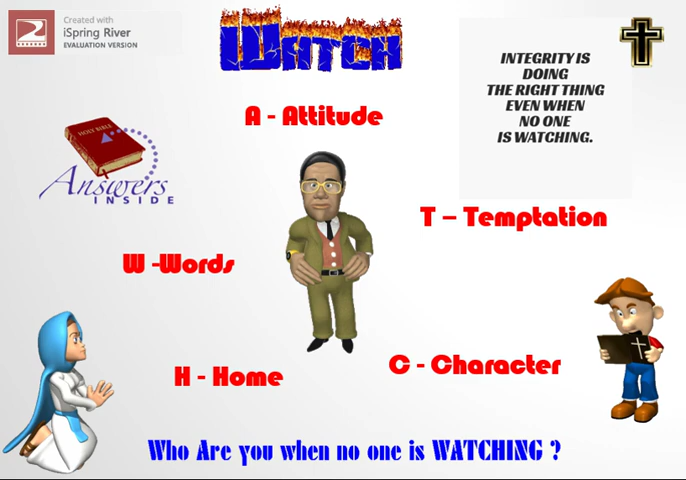 Created with
iSpring River
EVALUATION VERSION
WATCH
A - Attitude
INTEGRITY IS
DOING
THE RIGHT THING
EVEN WHEN
NO ONE
IS WATCHING.
HOLY BIBLE
Answers
INSIDE
T – Temptation
W -Words
H - Home
C - Character
Who Are you when no one is WATCHING ?